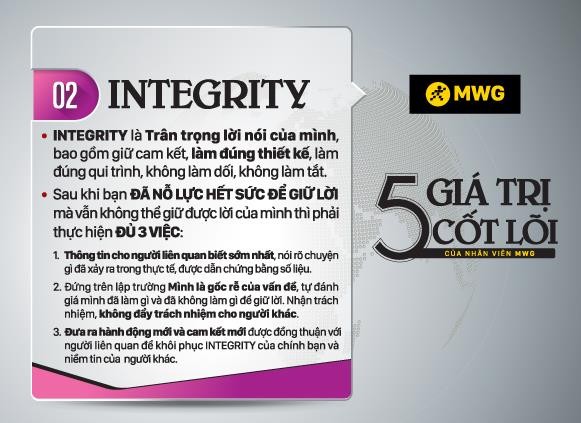 02 INTEGRITY
• INTEGRITY là Trân trọng lời nói của mình,
bao gồm giữ cam kết, làm đúng thiết kế, làm
đúng qui trình, không làm dối, không làm tắt.
• Sau khi bạn ĐÃ NỖ LỰC HẾT SỨC ĐỂ GIỮ LỜI
mà vẫn không thể giữ được lời của mình thì phải
thực hiện ĐỦ 3 VIỆC:
1. Thông tin cho người liên quan biết sớm nhất, nói rõ chuyện
gì đã xảy ra trong thực tế, được dẫn chứng bằng số liệu.
2. Đứng trên lập trường Mình là gốc rễ của vấn đề, tự đánh
giá mình đã làm gì và đã không làm gì để giữ lời. Nhận trách
nhiệm, không đẩy trách nhiệm cho người khác.
3. Đưa ra hành động mới và cam kết mới được đồng thuận với
người liên quan để khôi phục INTEGRITY của chính bạn và
niềm tin của người khác.
MWG
5 GIÁ TRỊ
CỐT LÕI
CỦA NHÂN VIÊN MWG